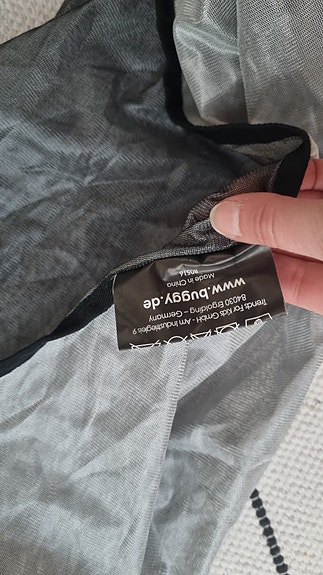 Trends For Kids GmbH - Am Industriegleis 9
84030 Ergolding – Germany
www.buggy.de
Made in China
80514